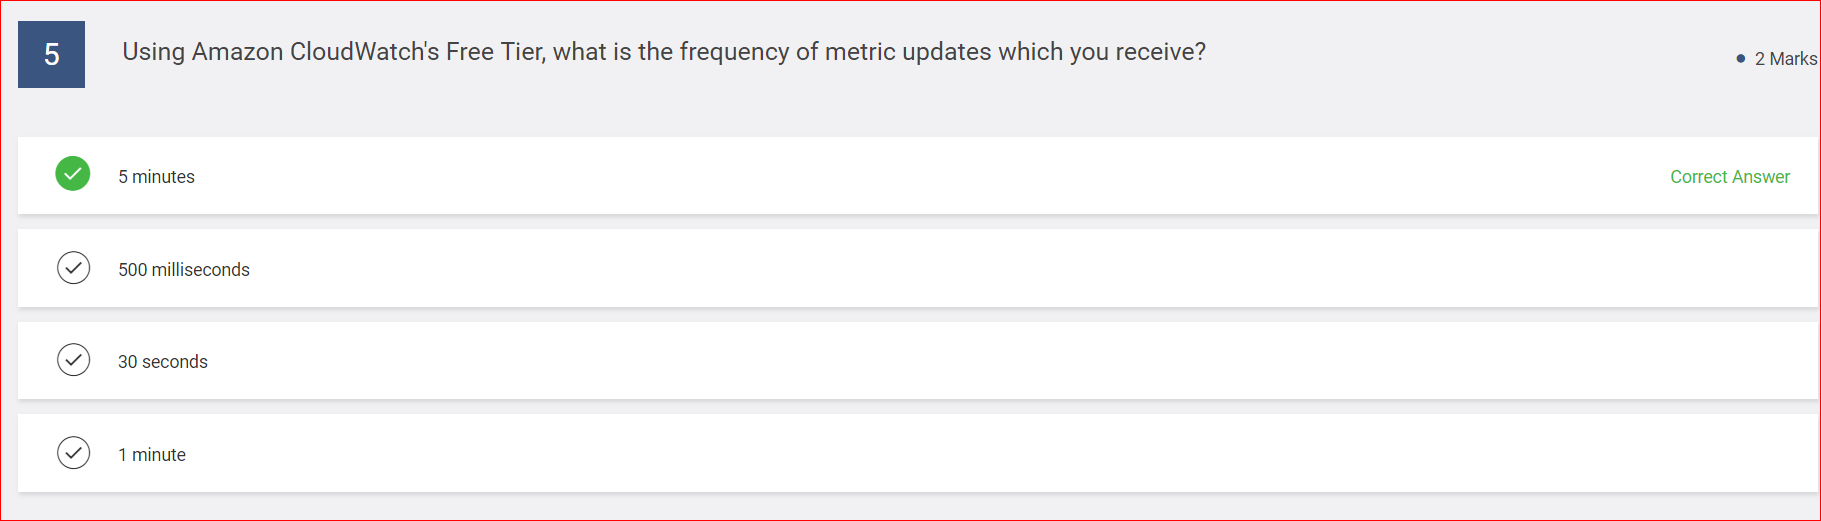 5
Using Amazon CloudWatch's Free Tier, what is the frequency of metric updates which you receive?
2 Marks
5 minutes
Correct Answer
500 milliseconds
30 seconds
1 minute